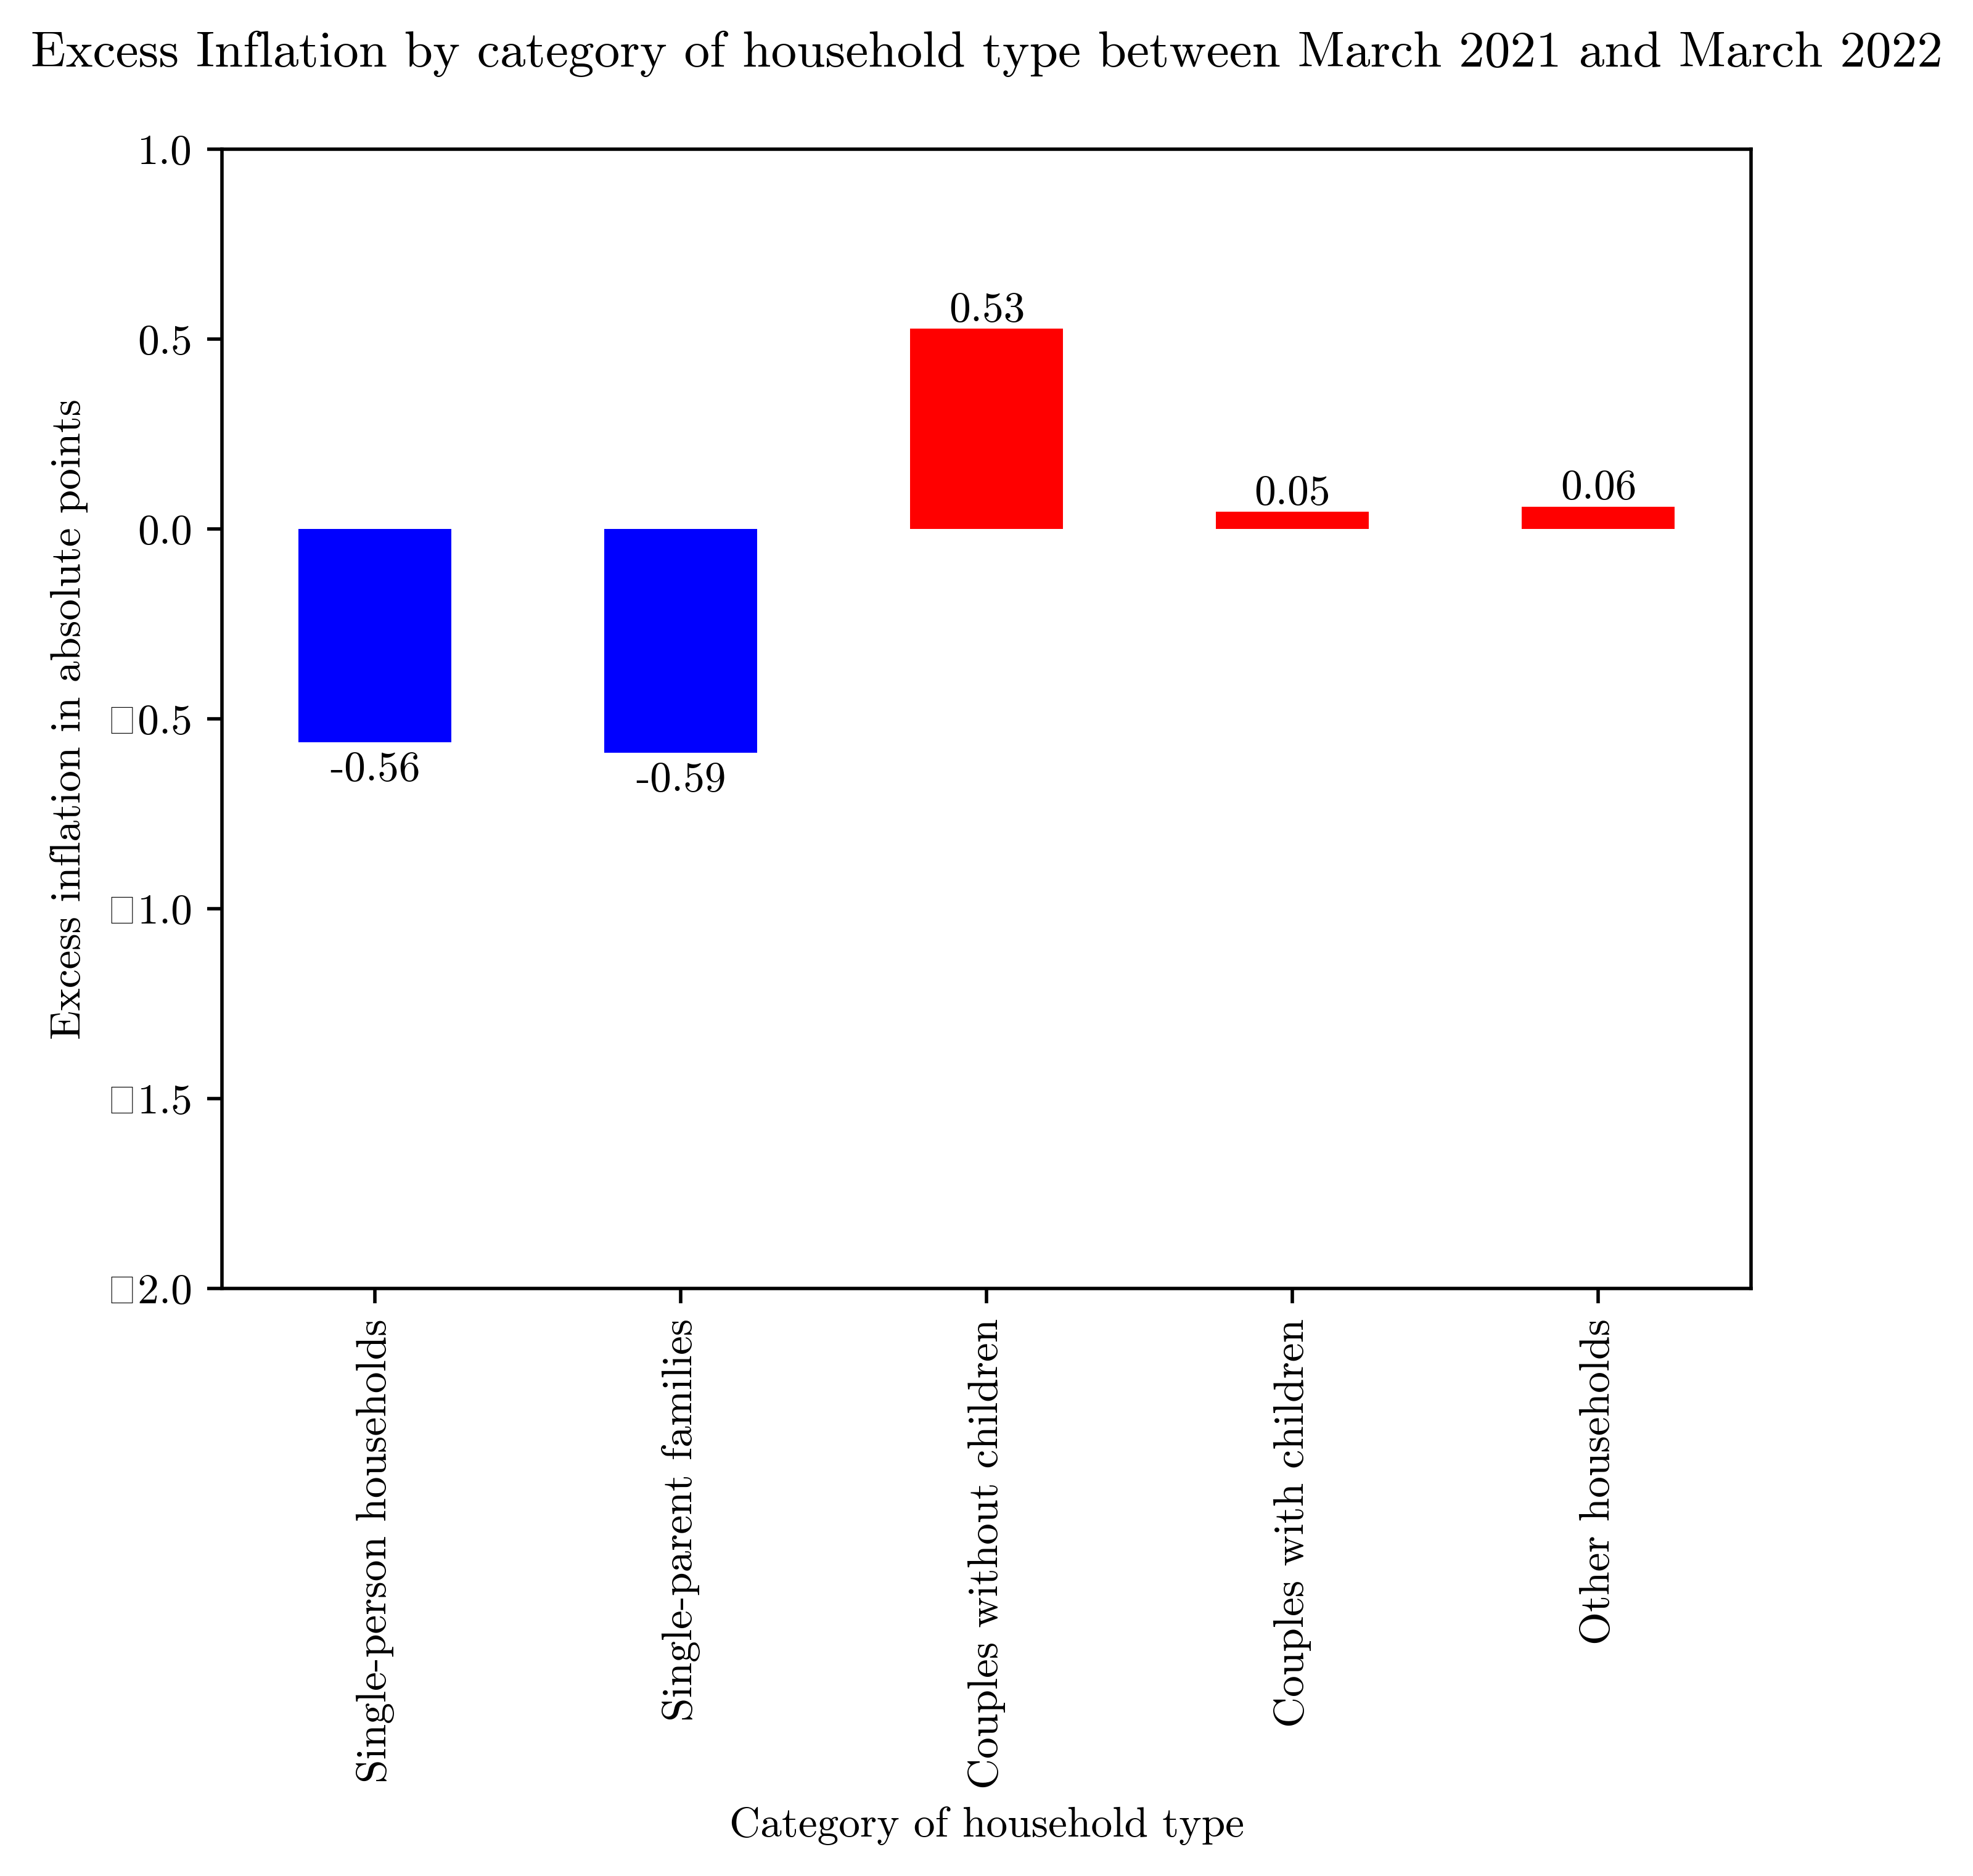 Excess Inflation by category of household type between March 2021 and March 2022
1.0
0.5
0.0
□0.5
□1.0
□1.5
□2.0
Excess inflation in absolute points
-0.56
-0.59
0.53
0.05
0.06
Single-person households
Single-parent families
Couples without children
Couples with children
Other households
Category of household type